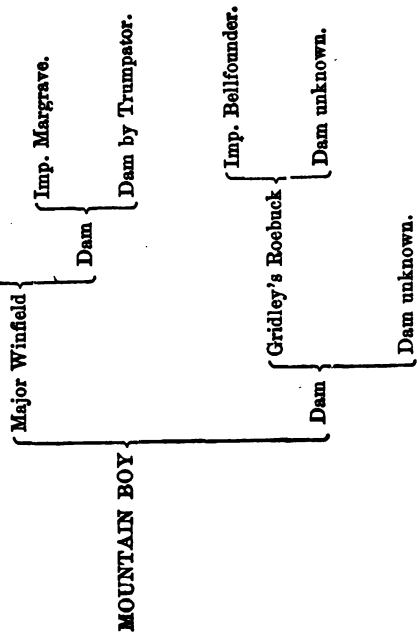 Imp. Margrave.
Dam by Trumpator.
Dam
Major Winfield
Imp. Bellfounder.
Dam unknown.
Gridley's Roebuck
Dam unknown.
Dam
MOUNTAIN BOY